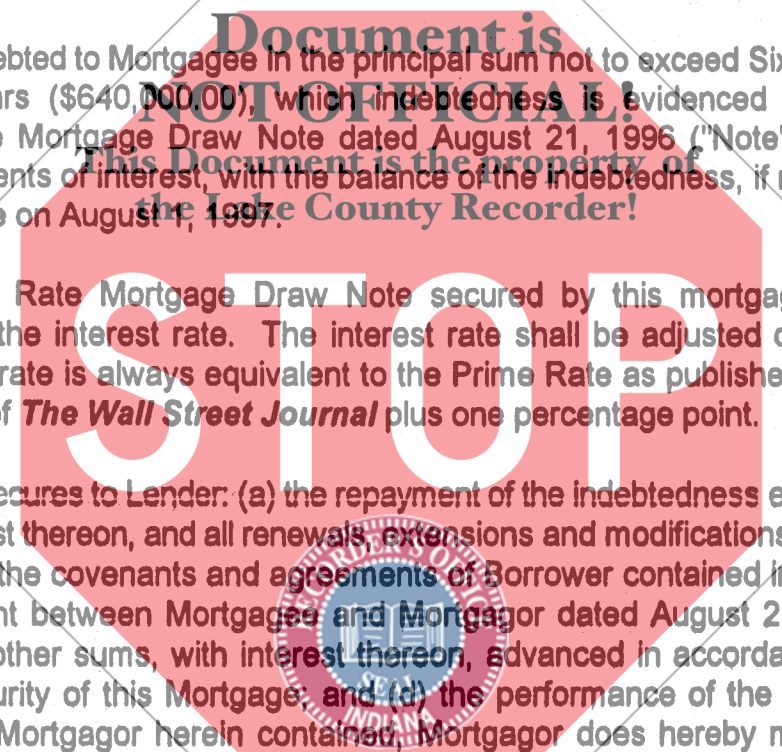 Document is
ebted to Mortgagee in the principal sum not to exceed Six
NOT OFFICIAL!
rs ($640,000.00), which indebtedness is evidenced
Mortgage Draw Note dated August 21, 1996 ("Note
This Document is the property of
ents of interest, with the balance of the indebtedness, if
the Lake County Recorder!
e on August 1, 1997.
Rate Mortgage Draw Note secured by this mortga
the interest rate. The interest rate shall be adjusted
rate is always equivalent to the Prime Rate as publishe
of The Wall Street Journal plus one percentage point.
STOP
ecures to Lender: (a) the repayment of the indebtedness e
st thereon, and all renewals, extensions and modifications
the covenants and agreements of Borrower contained i
nt between Mortgagee and Mortgagor dated August 2
other sums, with interest thereon, advanced in accorda
urity of this Mortgage; and (d) the performance of the
Mortgagor herein contained, Mortgagor does hereby
RECORDER'S OFFIC
SEAL
INDIANA